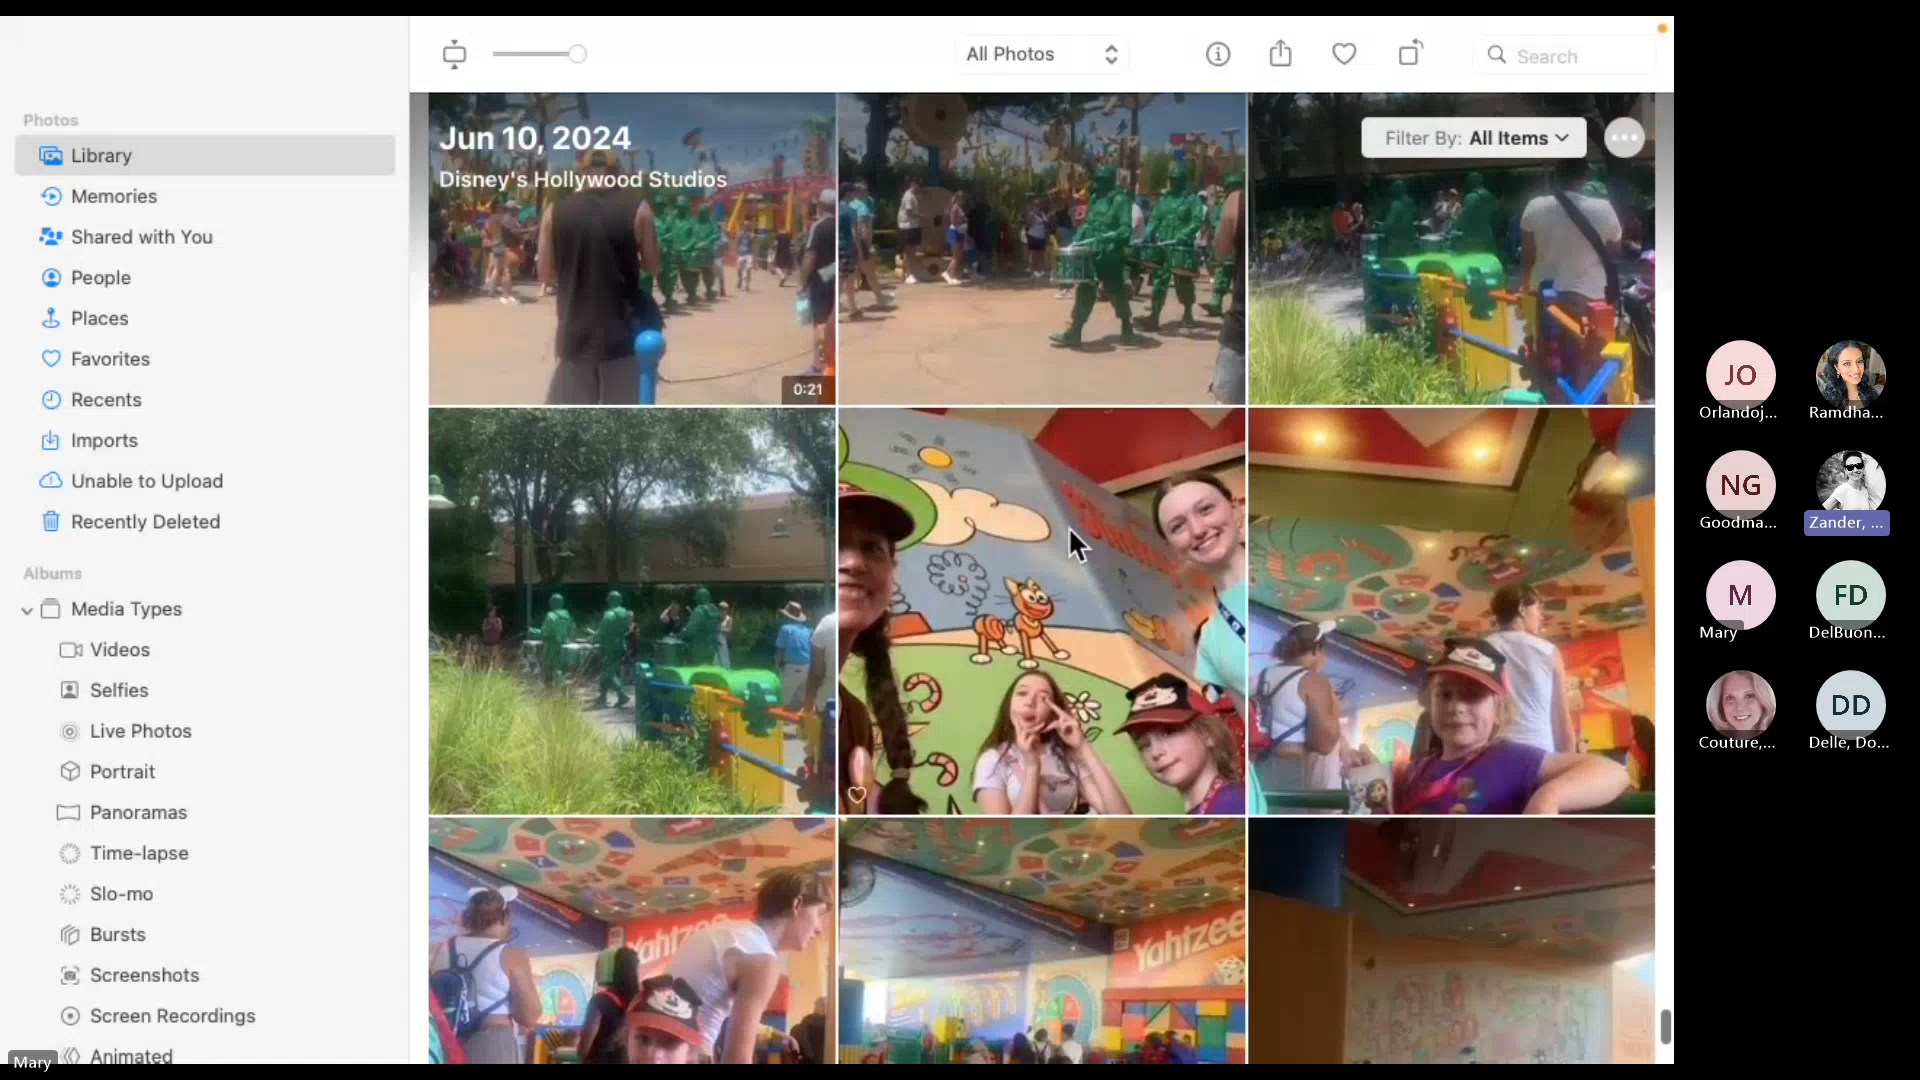 All Photos
Search
Photos
Library
Memories
Shared with You
People
Places
Favorites
Recents
Imports
Unable to Upload
Recently Deleted
Albums
Media Types
Videos
Selfies
Live Photos
Portrait
Panoramas
Time-lapse
Slo-mo
Bursts
Screenshots
Screen Recordings
Animated
Mary
Jun 10, 2024
Disney's Hollywood Studios
Filter By: All Items
0:21
Yahtzee
JO
Orlandoj...
Ramdha...
NG
Goodma...
Zander, ...
M
Mary
FD
DelBuon...
Couture,...
DD
Delle, Do...